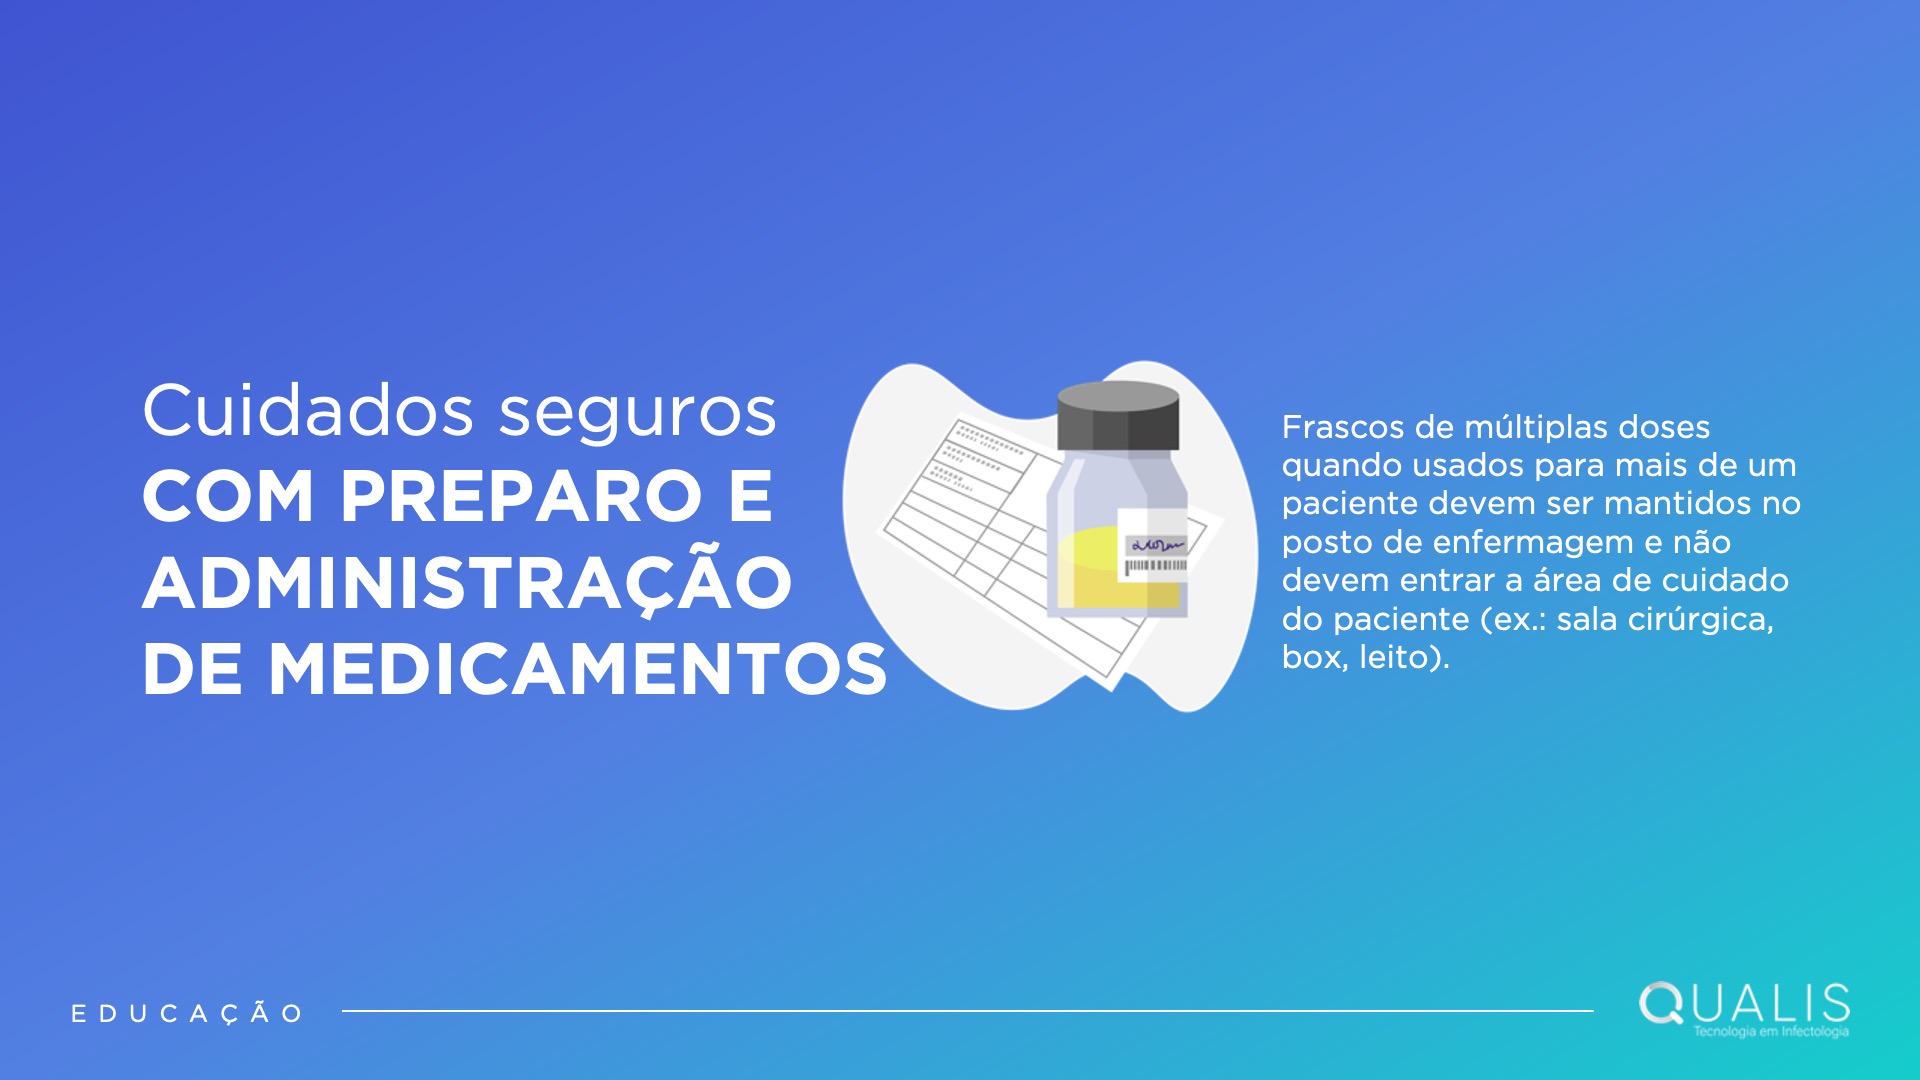 Cuidados seguros
COM PREPARO E
ADMINISTRAÇÃO
DE MEDICAMENTOS
Frascos de múltiplas doses
quando usados para mais de um
paciente devem ser mantidos no
posto de enfermagem e não
devem entrar a área de cuidado
do paciente (ex.: sala cirúrgica,
box, leito).
EDUCAÇÃO
QUALIS
Tecnologia em Infectologia